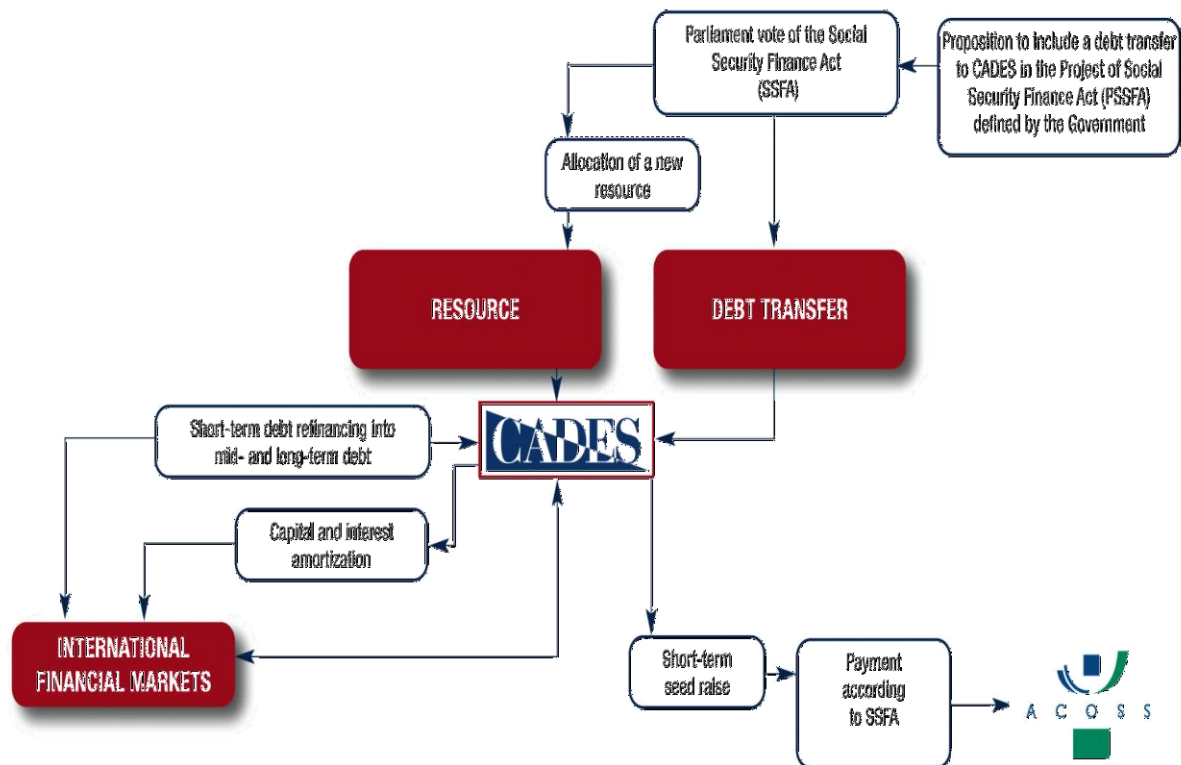 Parliament vote of the Social
Security Finance Act
(SSFA)
Proposition to include a debt transfer
to CADES in the Project of Social
Security Finance Act (PSSFA)
defined by the Government
Allocation of a new
resource
RESOURCE
DEBT TRANSFER
Short-term debt refinancing into
mid- and long-term debt
CADES
Capital and interest
amortization
INTERNATIONAL
FINANCIAL MARKETS
Short-term
seed raise
Payment
according
to SSFA
ACOSS